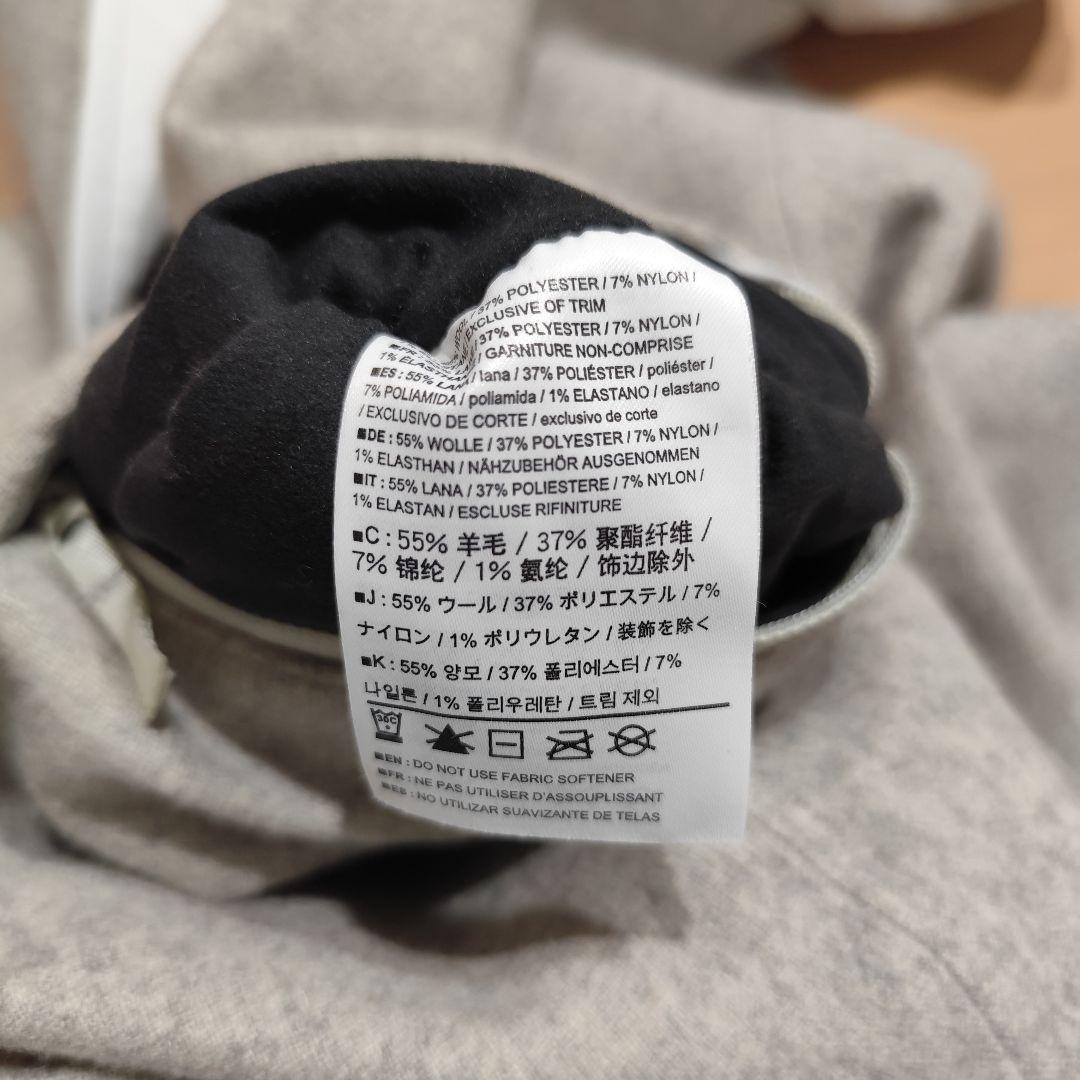 / 37% POLYESTER / 7% NYLON /
EXCLUSIVE OF TRIM
/ 37% POLYESTER / 7% NYLON /
1% ÉLASTHANNE / GARNITURE NON-COMPRISE
■ES : 55% LANA / lana / 37% POLIÉSTER / poliéster /
7% POLIAMIDA / poliamida / 1% ELASTANO / elastano
/ EXCLUSIVO DE CORTE / exclusivo de corte
■DE : 55% WOLLE / 37% POLYESTER / 7% NYLON /
1% ELASTHAN / NÄHZUBEHÖR AUSGENOMMEN
■IT : 55% LANA / 37% POLIESTERE / 7% NYLON /
1% ELASTAN / ESCLUSE RIFINITURE
■C : 55% 羊毛 / 37% 聚酯纤维 /
7% 锦纶 / 1% 氨纶 / 饰边除外
■J : 55% ウール / 37% ポリエステル / 7%
ナイロン / 1% ポリウレタン / 装飾を除く
■K : 55% 양모 / 37% 폴리에스터 / 7%
나일론 / 1% 폴리우레탄 / 트림 제외
30C
■EN : DO NOT USE FABRIC SOFTENER
■FR : NE PAS UTILISER D'ASSOUPLISSANT
■ES : NO UTILIZAR SUAVIZANTE DE TELAS